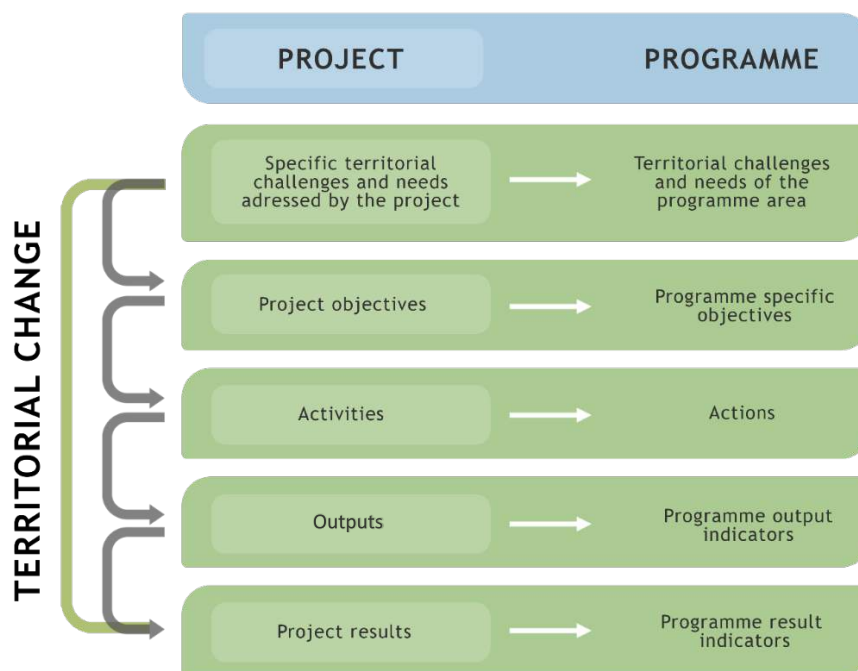 PROJECT
PROGRAMME
TERRITORIAL CHANGE
Specific territorial
challenges and needs
adressed by the project
Territorial challenges
and needs of the
programme area
Project objectives
Programme specific
objectives
Activities
Actions
Outputs
Programme output
indicators
Project results
Programme result
indicators